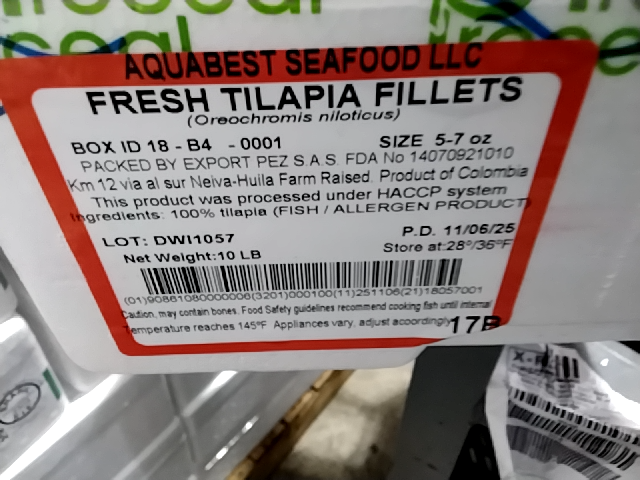 AQUABEST SEAFOOD LLC
FRESH TILAPIA FILLETS
(Oreochromis niloticus)
BOX ID 18 - B4 - 0001 SIZE 5-7 oz
PACKED BY EXPORT PEZ S.A.S. FDA No 14070921010
Km 12 via al sur Neiva-Huila Farm Raised. Product of Colombia
This product was processed under HACCP system
Ingredients: 100% tilapia (FISH / ALLERGEN PRODUCT)
LOT: DWI1057 P.D. 11/06/25
Net Weight:10 LB Store at:28°/36°F
(01)90861080000006(3201)000100(11)251106(21)18057001
Caution, may contain bones. Food Safety guidelines recommend cooking fish until internal
Temperature reaches 145°F Appliances vary, adjust accordingly
17B